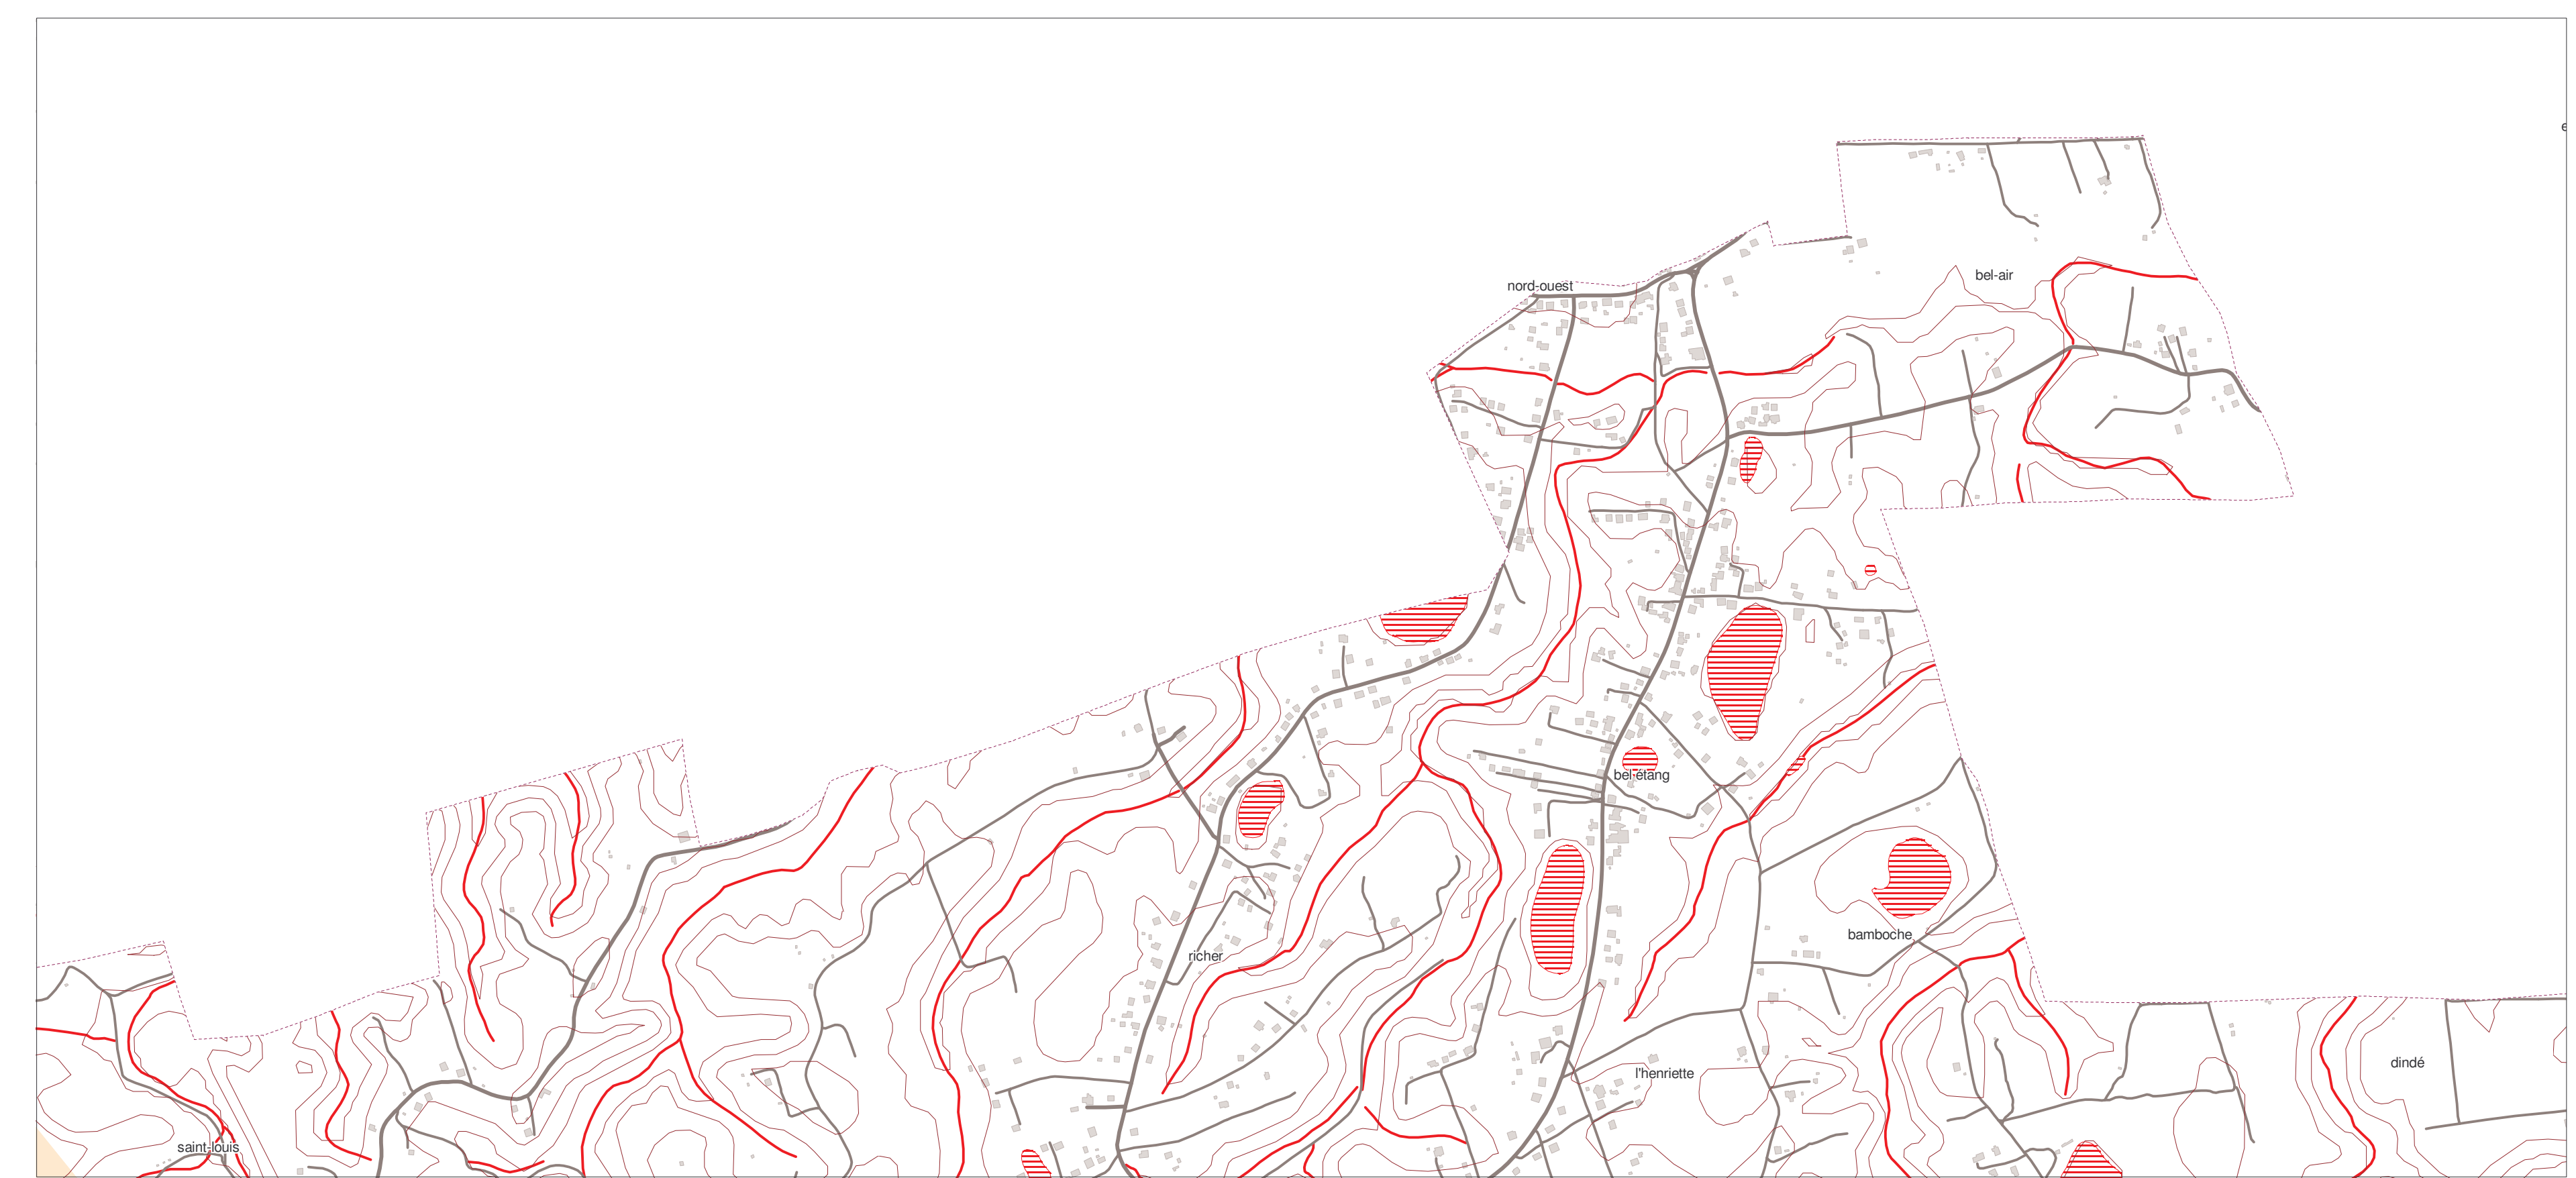 bel-air
nord-ouest
bel-étang
bamboche
richer
dindé
l'henriette
saint-louis